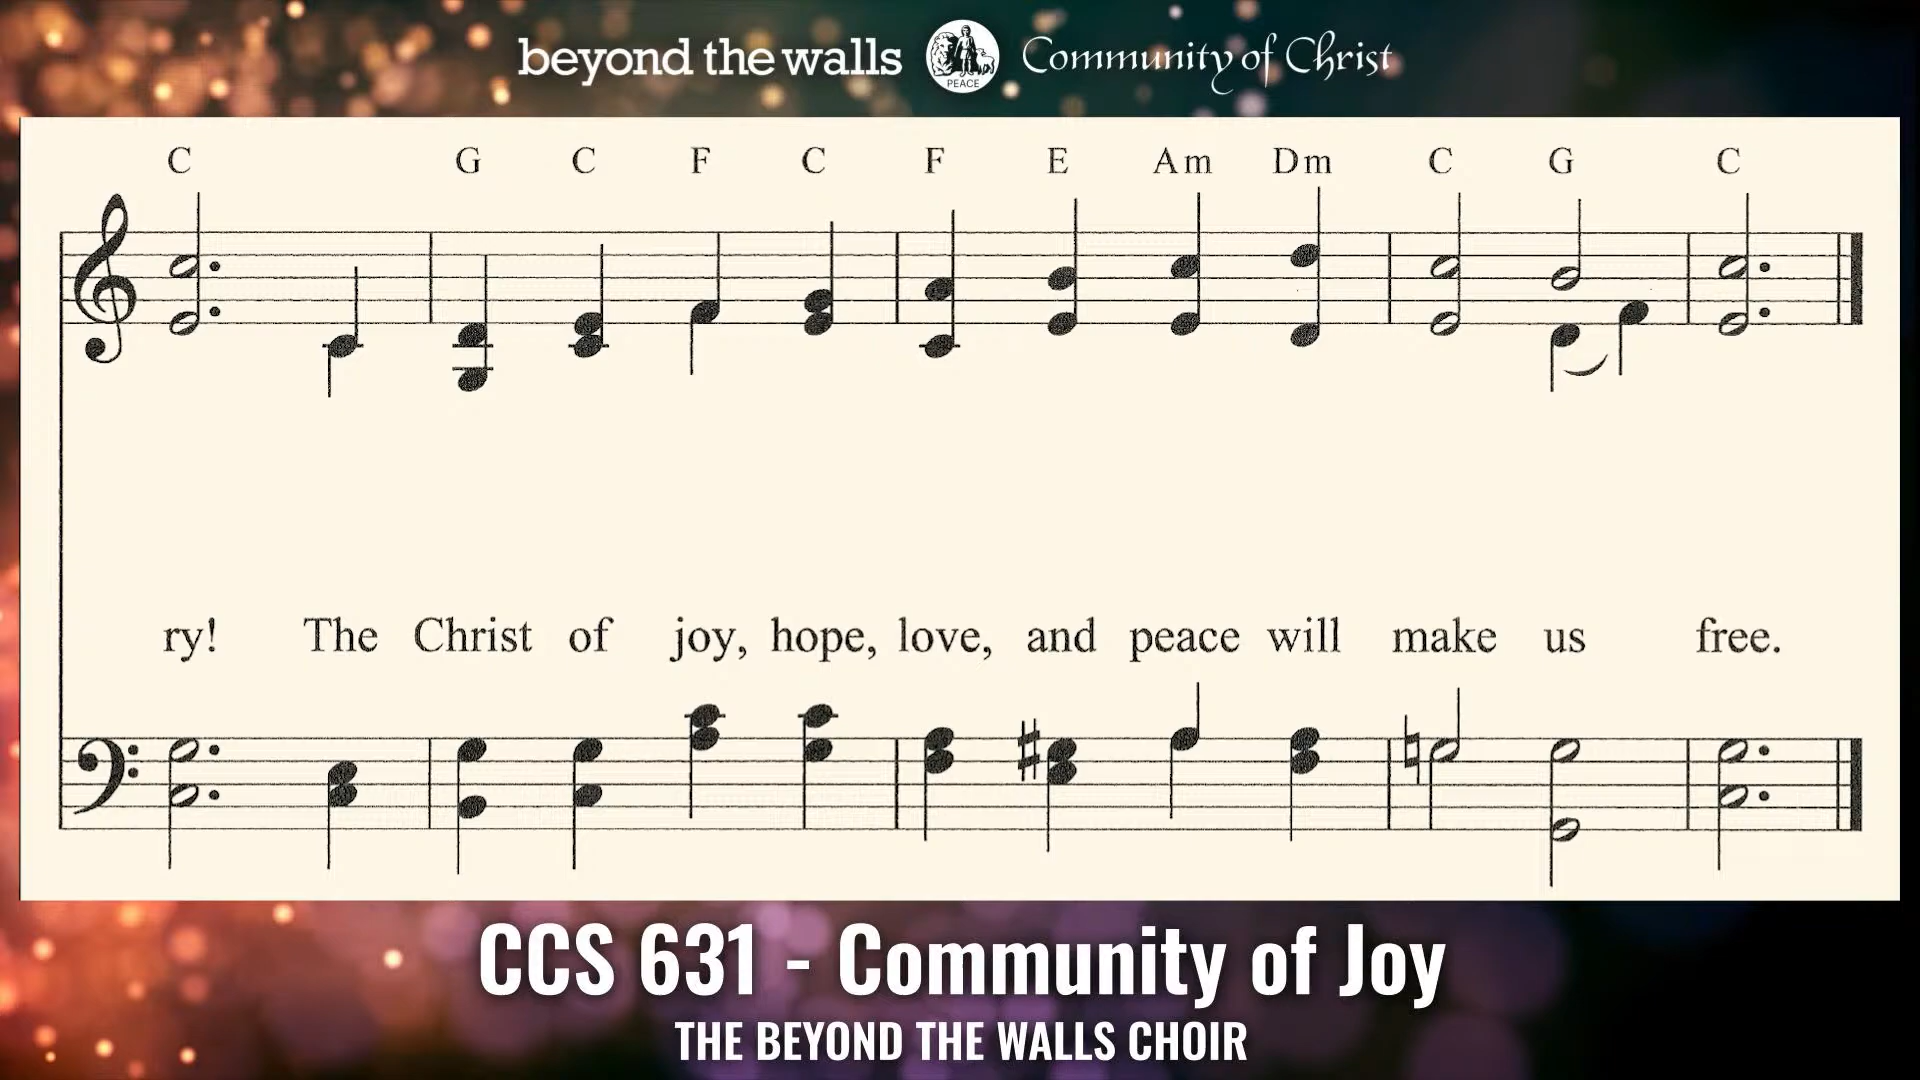 beyond the walls PEACE Community of Christ
C G C F C F E Am Dm C G C
ry! The Christ of joy, hope, love, and peace will make us free.
CCS 631 - Community of Joy
THE BEYOND THE WALLS CHOIR